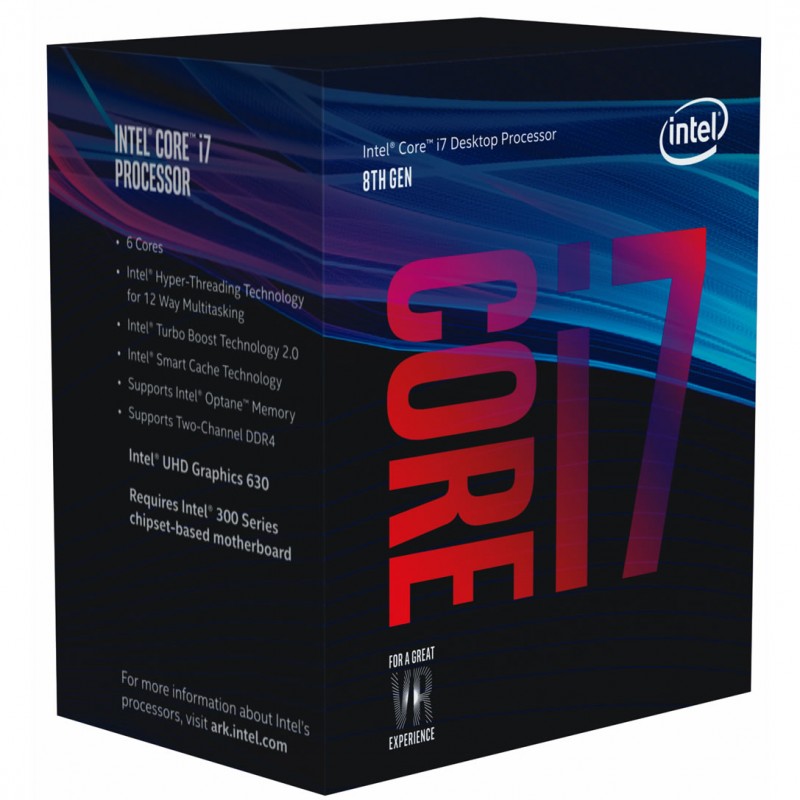 INTEL® CORE™ i7
PROCESSOR
• 6 Cores
• Intel® Hyper-Threading Technology
for 12 Way Multitasking
• Intel® Turbo Boost Technology 2.0
• Intel® Smart Cache Technology
• Supports Intel® Optane™ Memory
• Supports Two-Channel DDR4
Intel® UHD Graphics 630
Requires Intel® 300 Series
chipset-based motherboard
For more information about Intel's
processors, visit ark.intel.com
Intel® Core™ i7 Desktop Processor
8TH GEN
intel
CORE
i7
FOR A GREAT
VR
EXPERIENCE